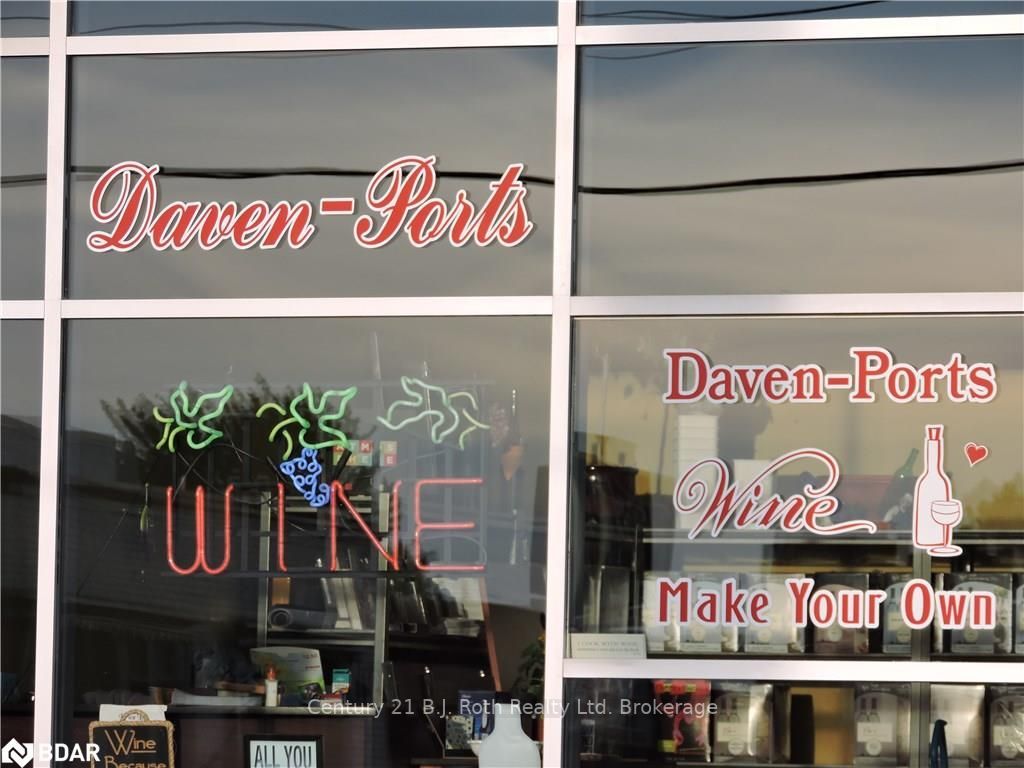 Daven-Ports
Daven-Ports
WINE
Wine
Make Your Own
Century 21 B.J. Roth Realty Ltd. Brokerage
Wine
Because
ALL YOU
BDAR